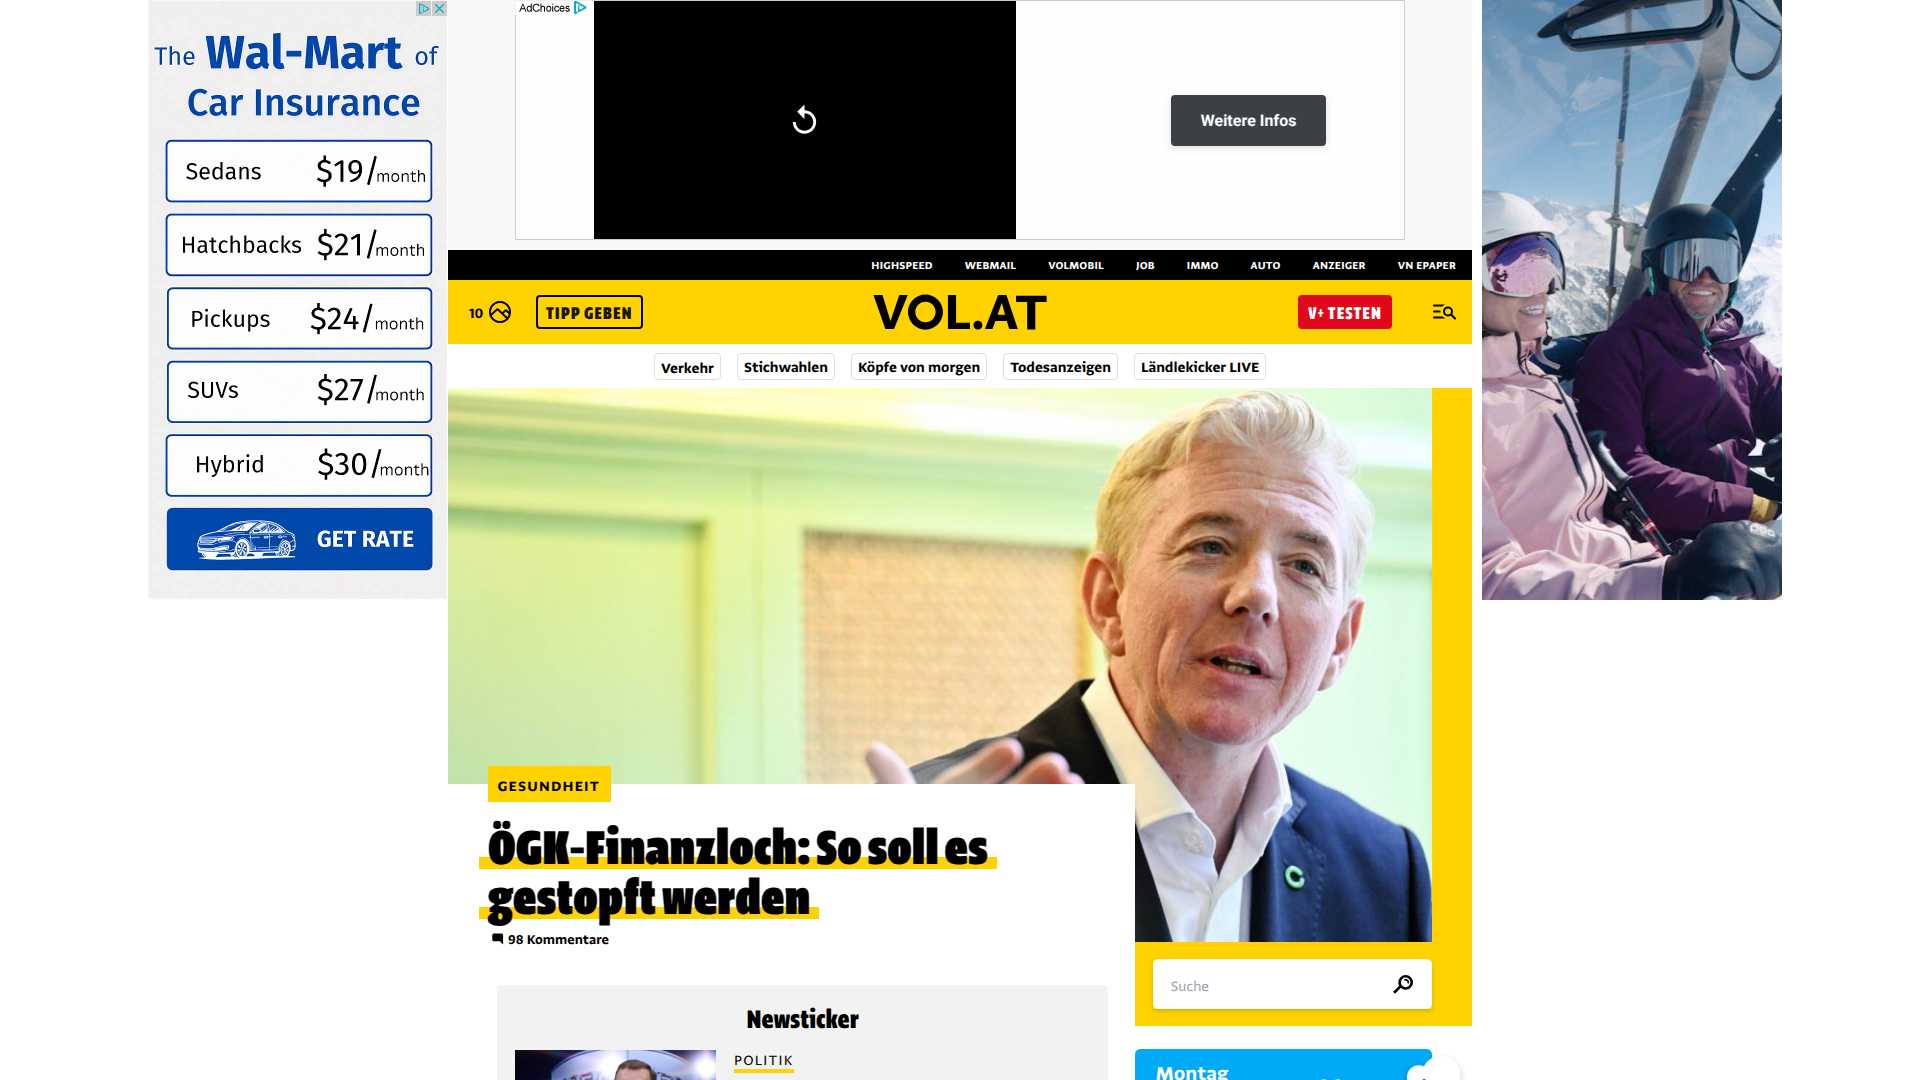 The Wal-Mart of
Car Insurance
Sedans $19/month
Hatchbacks $21/month
Pickups $24/month
SUVs $27/month
Hybrid $30/month
GET RATE
AdChoices
Weitere Infos
HIGHSPEED WEBMAIL VOLMOBIL JOB IMMO AUTO ANZEIGER VN EPAPER
10 TIPP GEBEN VOL.AT V+ TESTEN
Verkehr Stichwahlen Köpfe von morgen Todesanzeigen Ländlekicker LIVE
GESUNDHEIT
ÖGK-Finanzloch: So soll es
gestopft werden
98 Kommentare
Suche
Newsticker
POLITIK
Montag